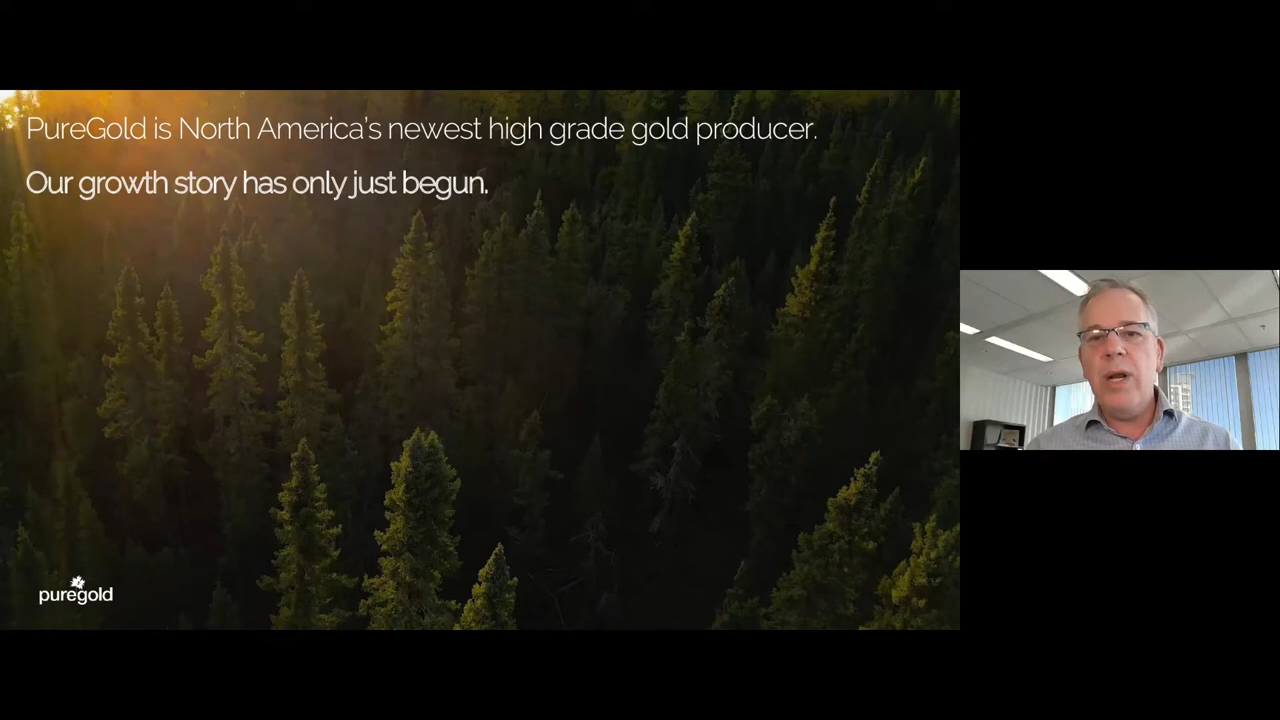 PureGold is North America's newest high grade gold producer.
Our growth story has only just begun.
puregold